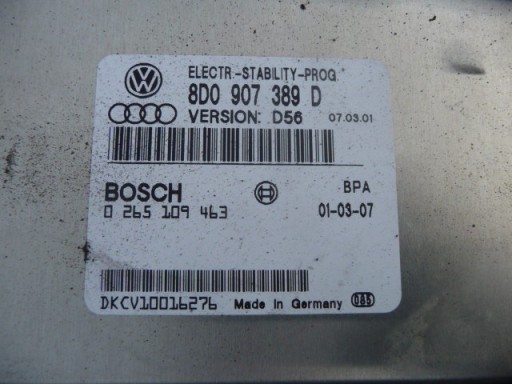 ELECTR.-STABILITY-PROG.
8D0 907 389 D
VERSION: D56 07.03.01
BOSCH BPA
0 265 109 463 01-03-07
DKCV10016276 Made in Germany 085